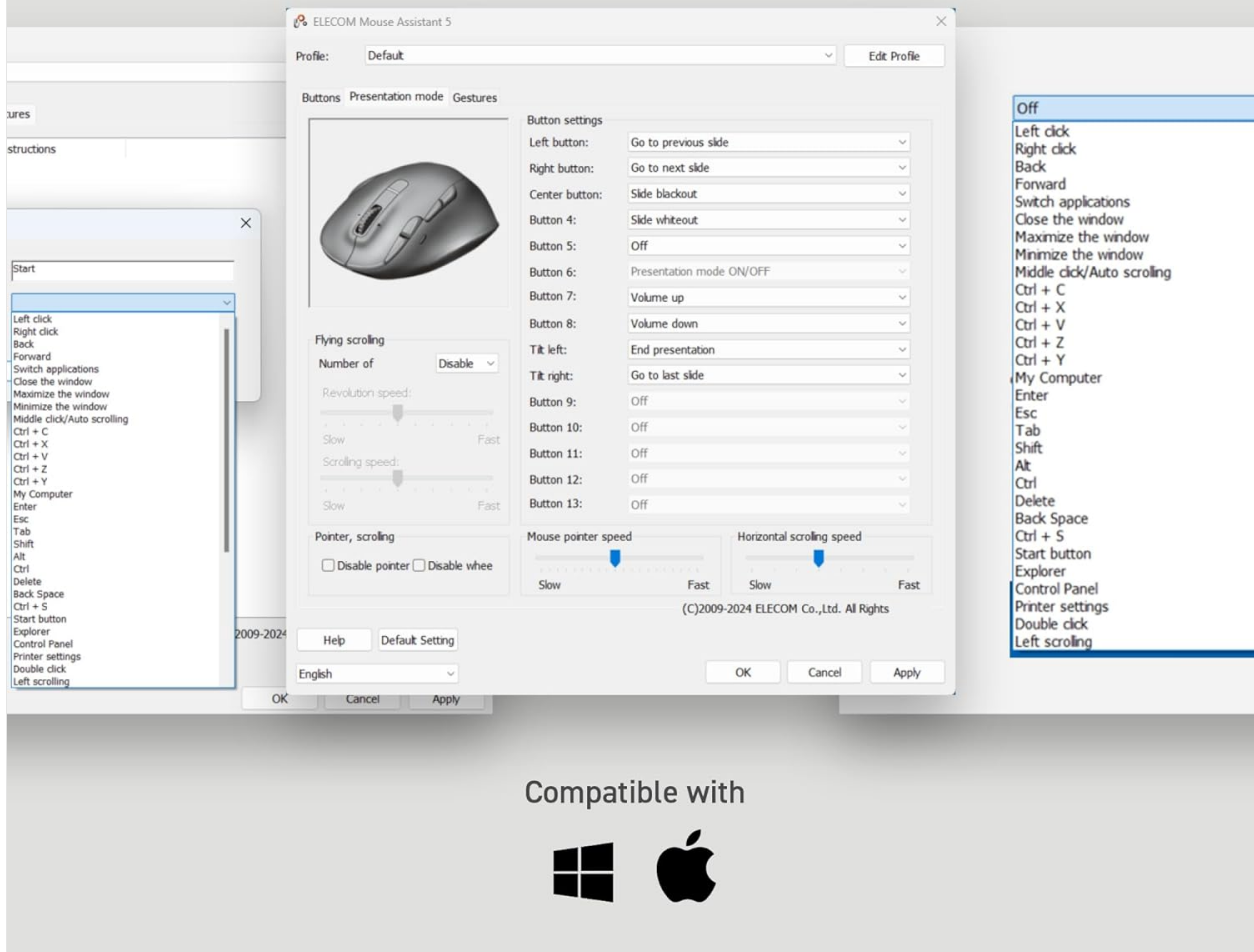 ELECOM Mouse Assistant 5
Profile: Default Edit Profile
Buttons Presentation mode Gestures
Button settings
Left button: Go to previous slide
Right button: Go to next slide
Center button: Slide blackout
Button 4: Slide whiteout
Button 5: Off
Button 6: Presentation mode ON/OFF
Button 7: Volume up
Button 8: Volume down
Tilt left: End presentation
Tilt right: Go to last slide
Button 9: Off
Button 10: Off
Button 11: Off
Button 12: Off
Button 13: Off
Flying scrolling
Number of Disable
Revolution speed:
Slow Fast
Scrolling speed:
Slow Fast
Pointer, scrolling
Disable pointer Disable whee
Mouse pointer speed
Slow Fast
Horizontal scroling speed
Slow Fast
(C)2009-2024 ELECOM Co.,Ltd. All Rights
Help Default Setting
English
OK Cancel Apply
ures
structions
Start
Left click
Right click
Back
Forward
Switch applications
Close the window
Maximize the window
Minimize the window
Middle click/Auto scrolling
Ctrl + C
Ctrl + X
Ctrl + V
Ctrl + Z
Ctrl + Y
My Computer
Enter
Esc
Tab
Shift
Alt
Ctrl
Delete
Back Space
Ctrl + S
Start button
Explorer
Control Panel
Printer settings
Double click
Left scrolling
2009-2024
OK Cancel Apply
Off
Left click
Right click
Back
Forward
Switch applications
Close the window
Maximize the window
Minimize the window
Middle click/Auto scrolling
Ctrl + C
Ctrl + X
Ctrl + V
Ctrl + Z
Ctrl + Y
My Computer
Enter
Esc
Tab
Shift
Alt
Ctrl
Delete
Back Space
Ctrl + S
Start button
Explorer
Control Panel
Printer settings
Double click
Left scrolling
Compatible with